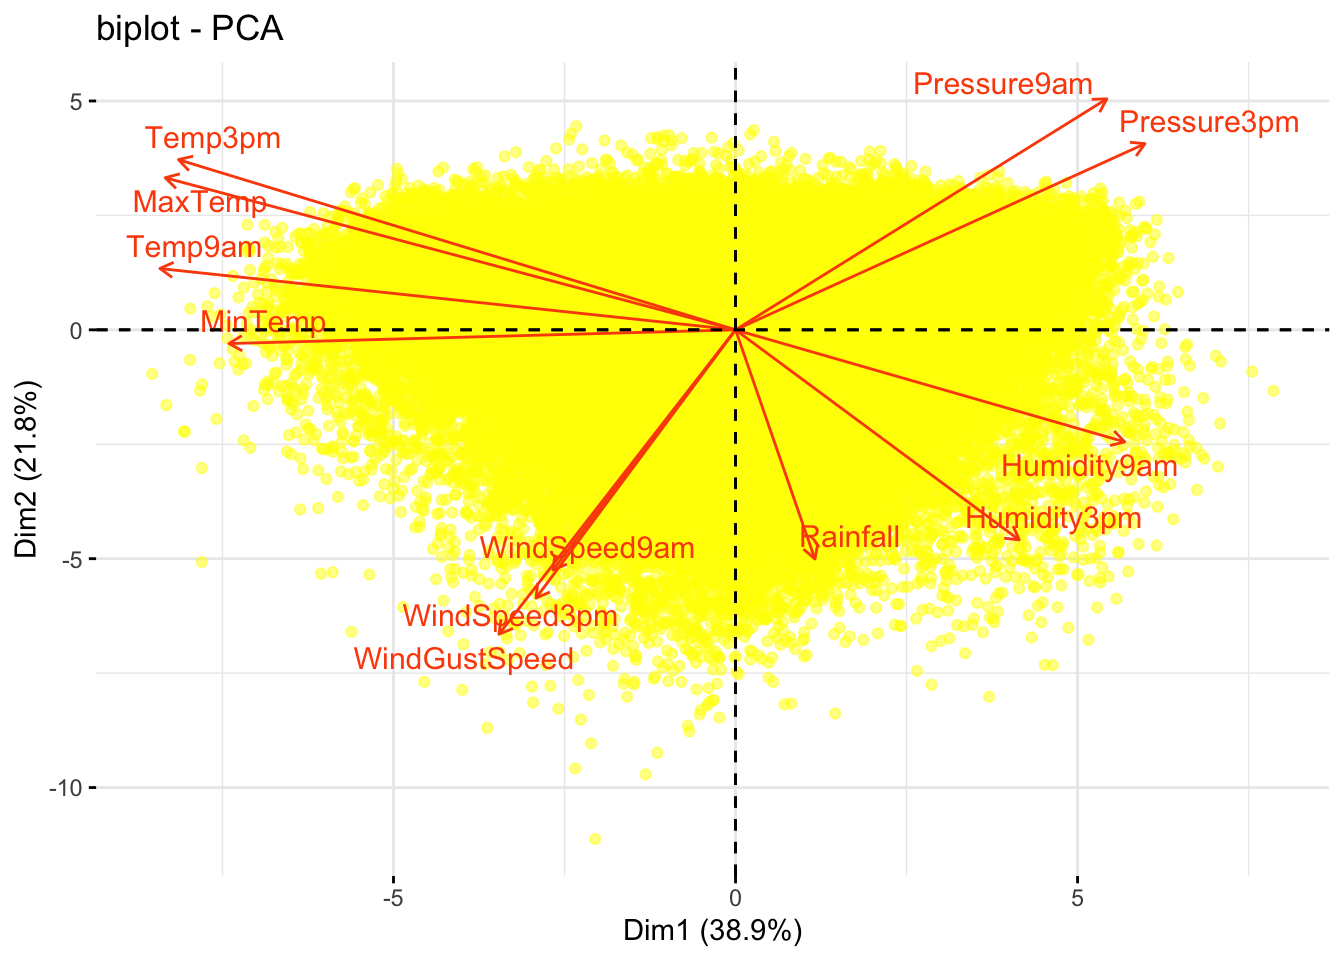 biplot - PCA
Pressure9am
5
Pressure3pm
Temp3pm
MaxTemp
Temp9am
MinTemp
0
Humidity9am
Humidity3pm
Rainfall
WindSpeed9am
-5
WindSpeed3pm
WindGustSpeed
-10
Dim2 (21.8%)
-5 0 5
Dim1 (38.9%)